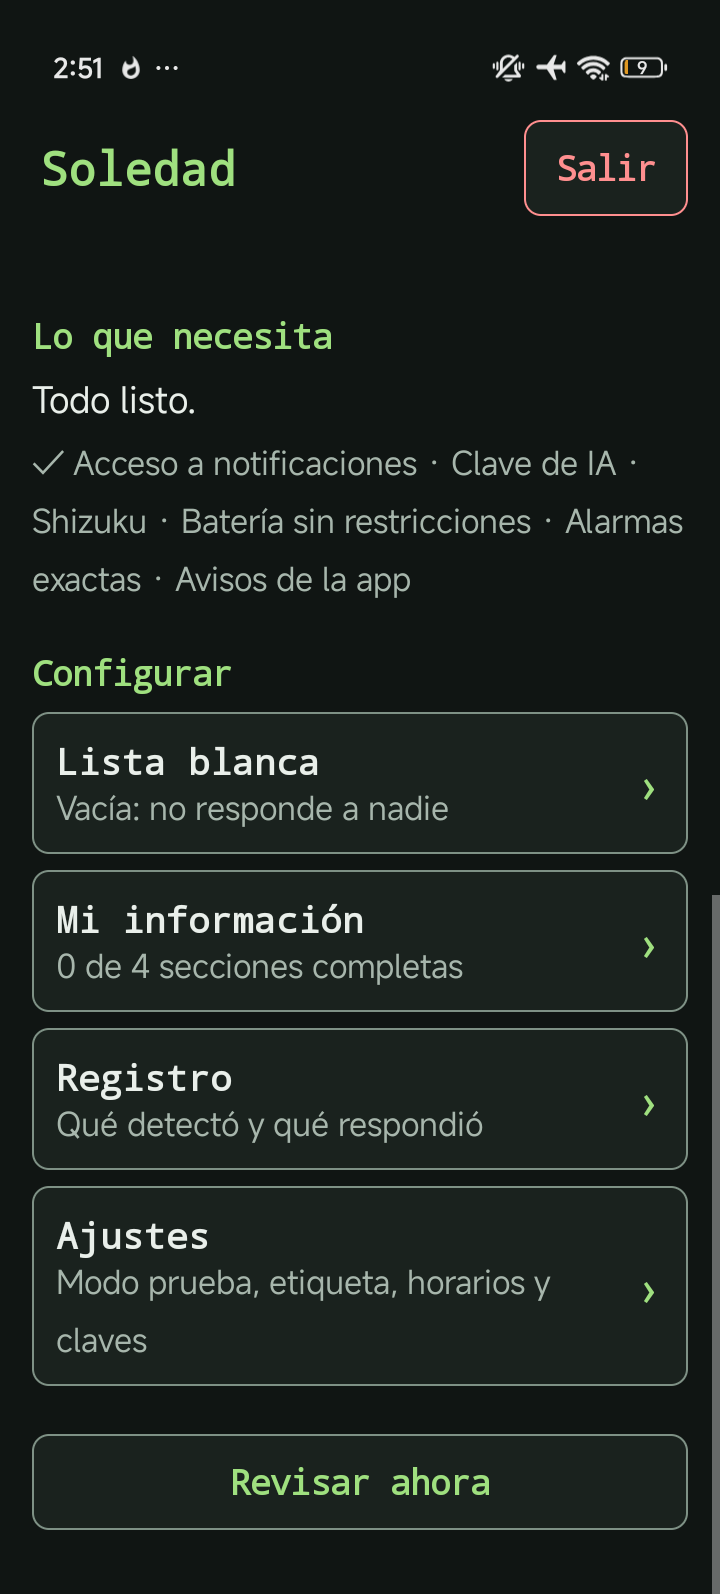 2:51
9
Soledad
Salir
Lo que necesita
Todo listo.
✓ Acceso a notificaciones · Clave de IA ·
Shizuku · Batería sin restricciones · Alarmas
exactas · Avisos de la app
Configurar
Lista blanca
Vacía: no responde a nadie
Mi información
0 de 4 secciones completas
Registro
Qué detectó y qué respondió
Ajustes
Modo prueba, etiqueta, horarios y
claves
Revisar ahora